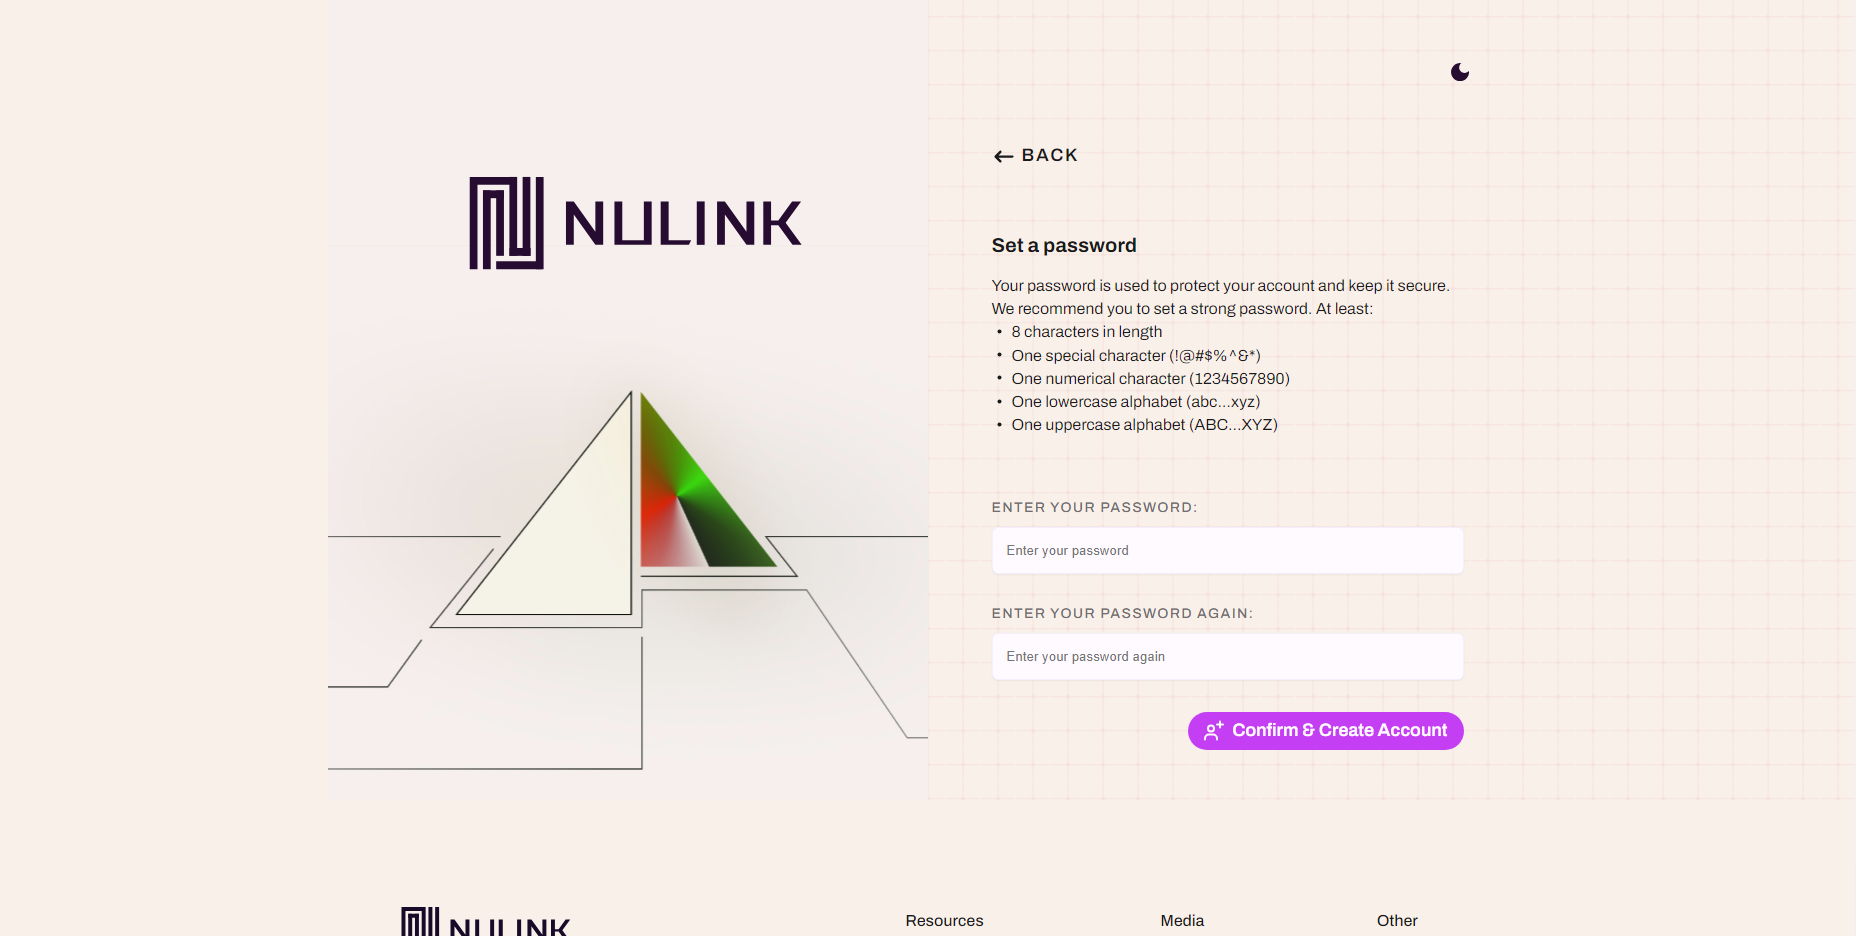 NULINK
BACK
Set a password
Your password is used to protect your account and keep it secure.
We recommend you to set a strong password. At least:
• 8 characters in length
• One special character (!@#$%^&*)
• One numerical character (1234567890)
• One lowercase alphabet (abc...xyz)
• One uppercase alphabet (ABC...XYZ)
ENTER YOUR PASSWORD:
Enter your password
ENTER YOUR PASSWORD AGAIN:
Enter your password again
Confirm & Create Account
NULINK
Resources
Media
Other